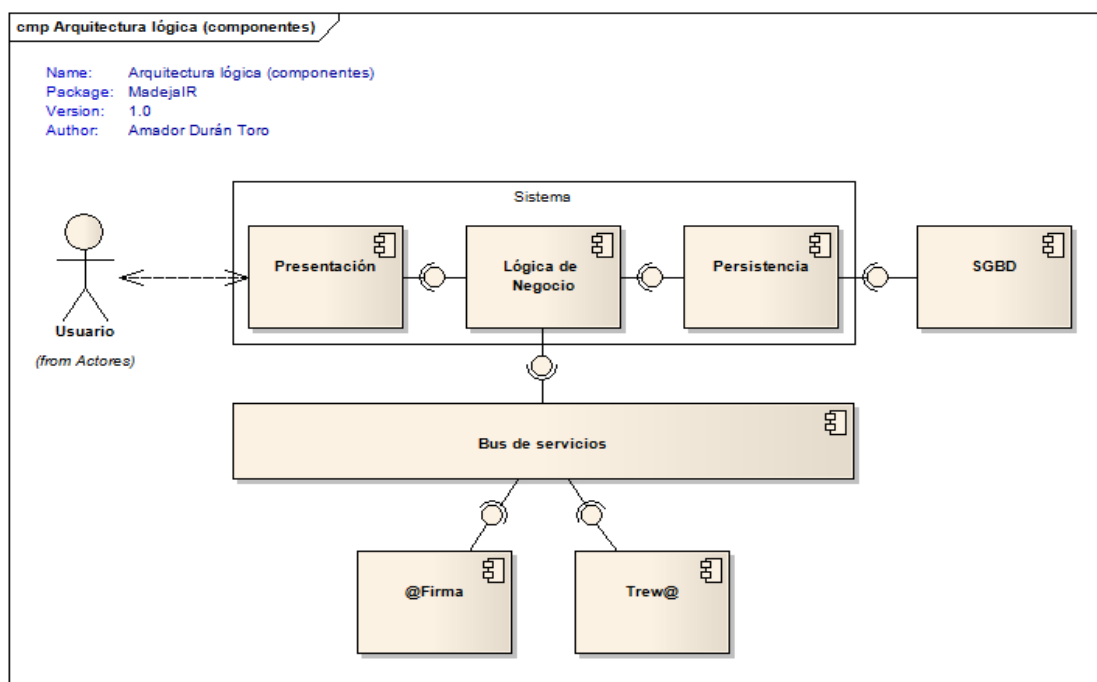 cmp Arquitectura lógica (componentes)
Name: Arquitectura lógica (componentes)
Package: MadejaIR
Version: 1.0
Author: Amador Durán Toro
Sistema
Presentación
Lógica de
Negocio
Persistencia
SGBD
Usuario
(from Actores)
Bus de servicios
@Firma
Trew@